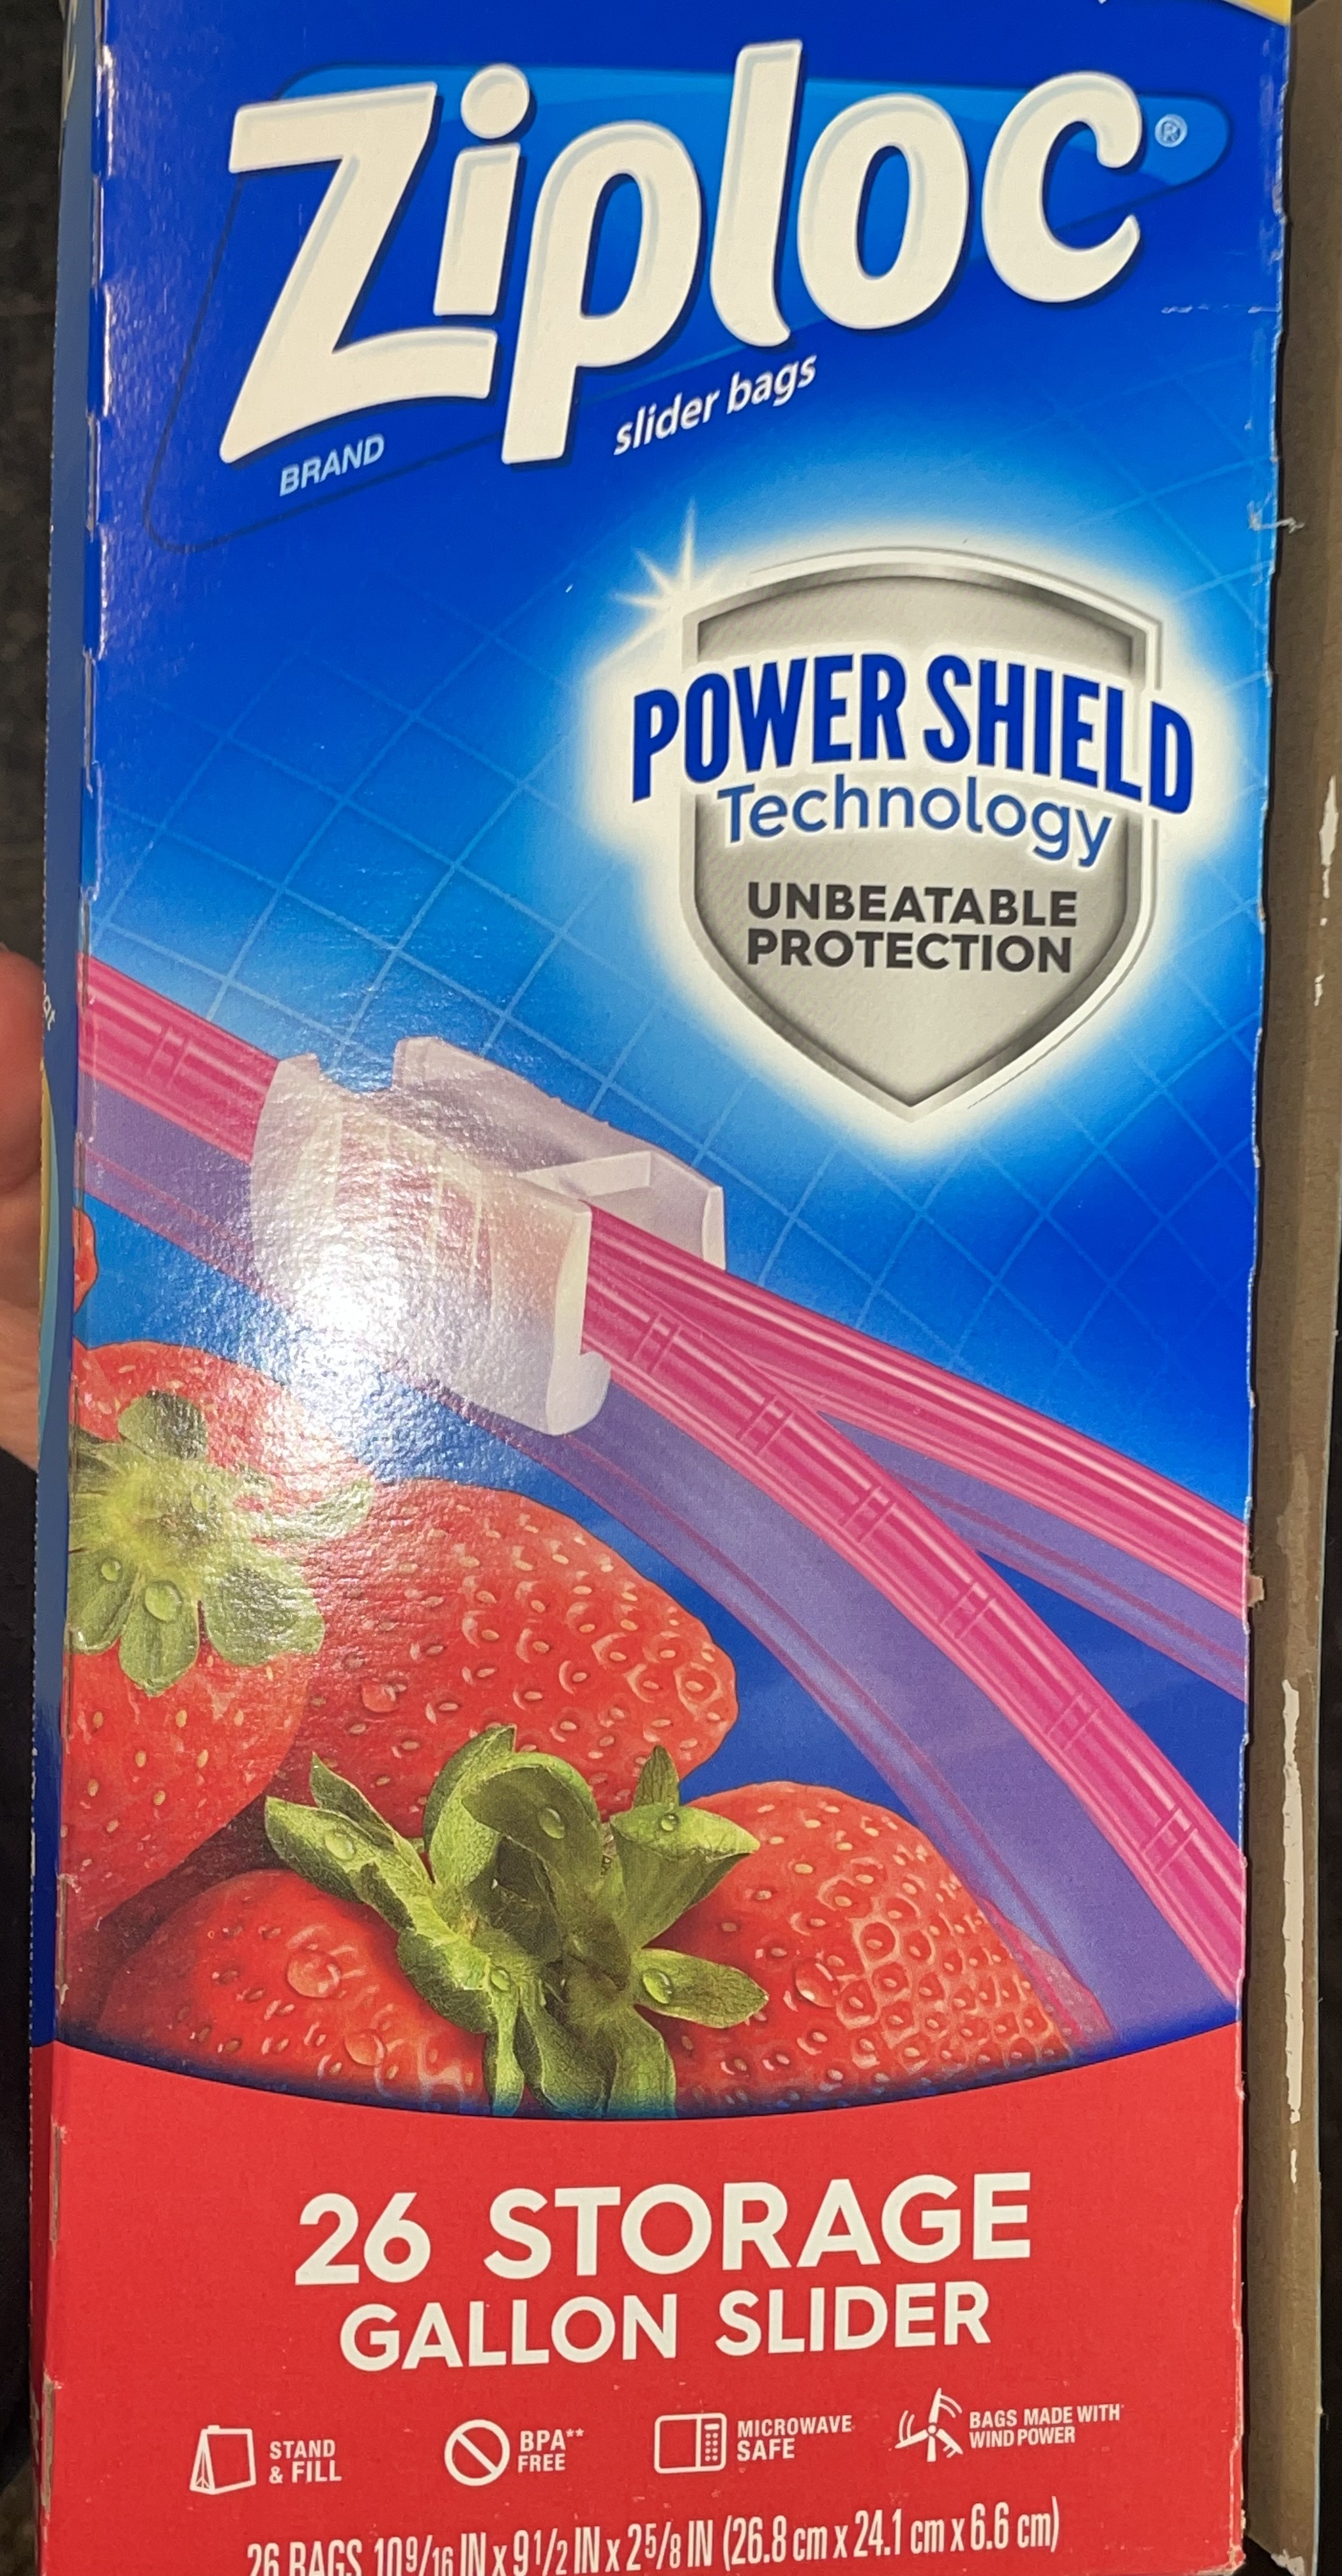 Ziploc®
BRAND
slider bags
POWER SHIELD
Technology
UNBEATABLE
PROTECTION
26 STORAGE
GALLON SLIDER
STAND
& FILL
BPA**
FREE
MICROWAVE
SAFE
BAGS MADE WITH
WIND POWER
26 BAGS 10 9/16 IN x 9 1/2 IN x 2 5/8 IN (26.8 cm x 24.1 cm x 6.6 cm)